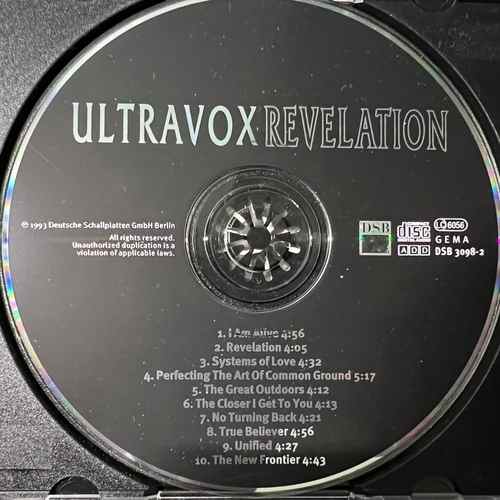 ULTRAVOX REVELATION
℗ 1993 Deutsche Schallplatten GmbH Berlin
All rights reserved.
Unauthorized duplication is a
violation of applicable laws.
DSB
COMPACT
disc
DIGITAL AUDIO
LC 6056
GEMA
ADD
DSB 3098-2
1. I Am Alive 4:56
2. Revelation 4:05
3. Systems of Love 4:32
4. Perfecting The Art Of Common Ground 5:17
5. The Great Outdoors 4:12
6. The Closer I Get To You 4:13
7. No Turning Back 4:21
8. True Believer 4:56
9. Unified 4:27
10. The New Frontier 4:43